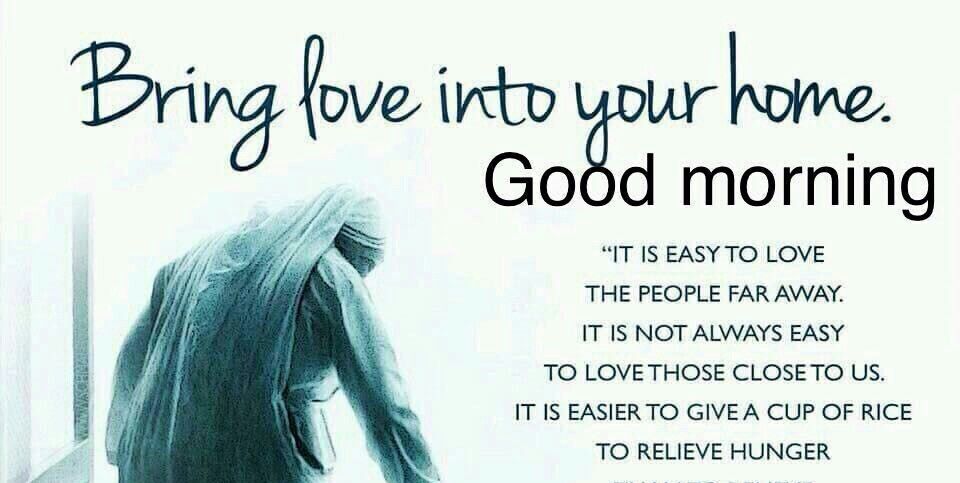 Bring love into your home.
Good morning
“IT IS EASY TO LOVE
THE PEOPLE FAR AWAY.
IT IS NOT ALWAYS EASY
TO LOVE THOSE CLOSE TO US.
IT IS EASIER TO GIVE A CUP OF RICE
TO RELIEVE HUNGER